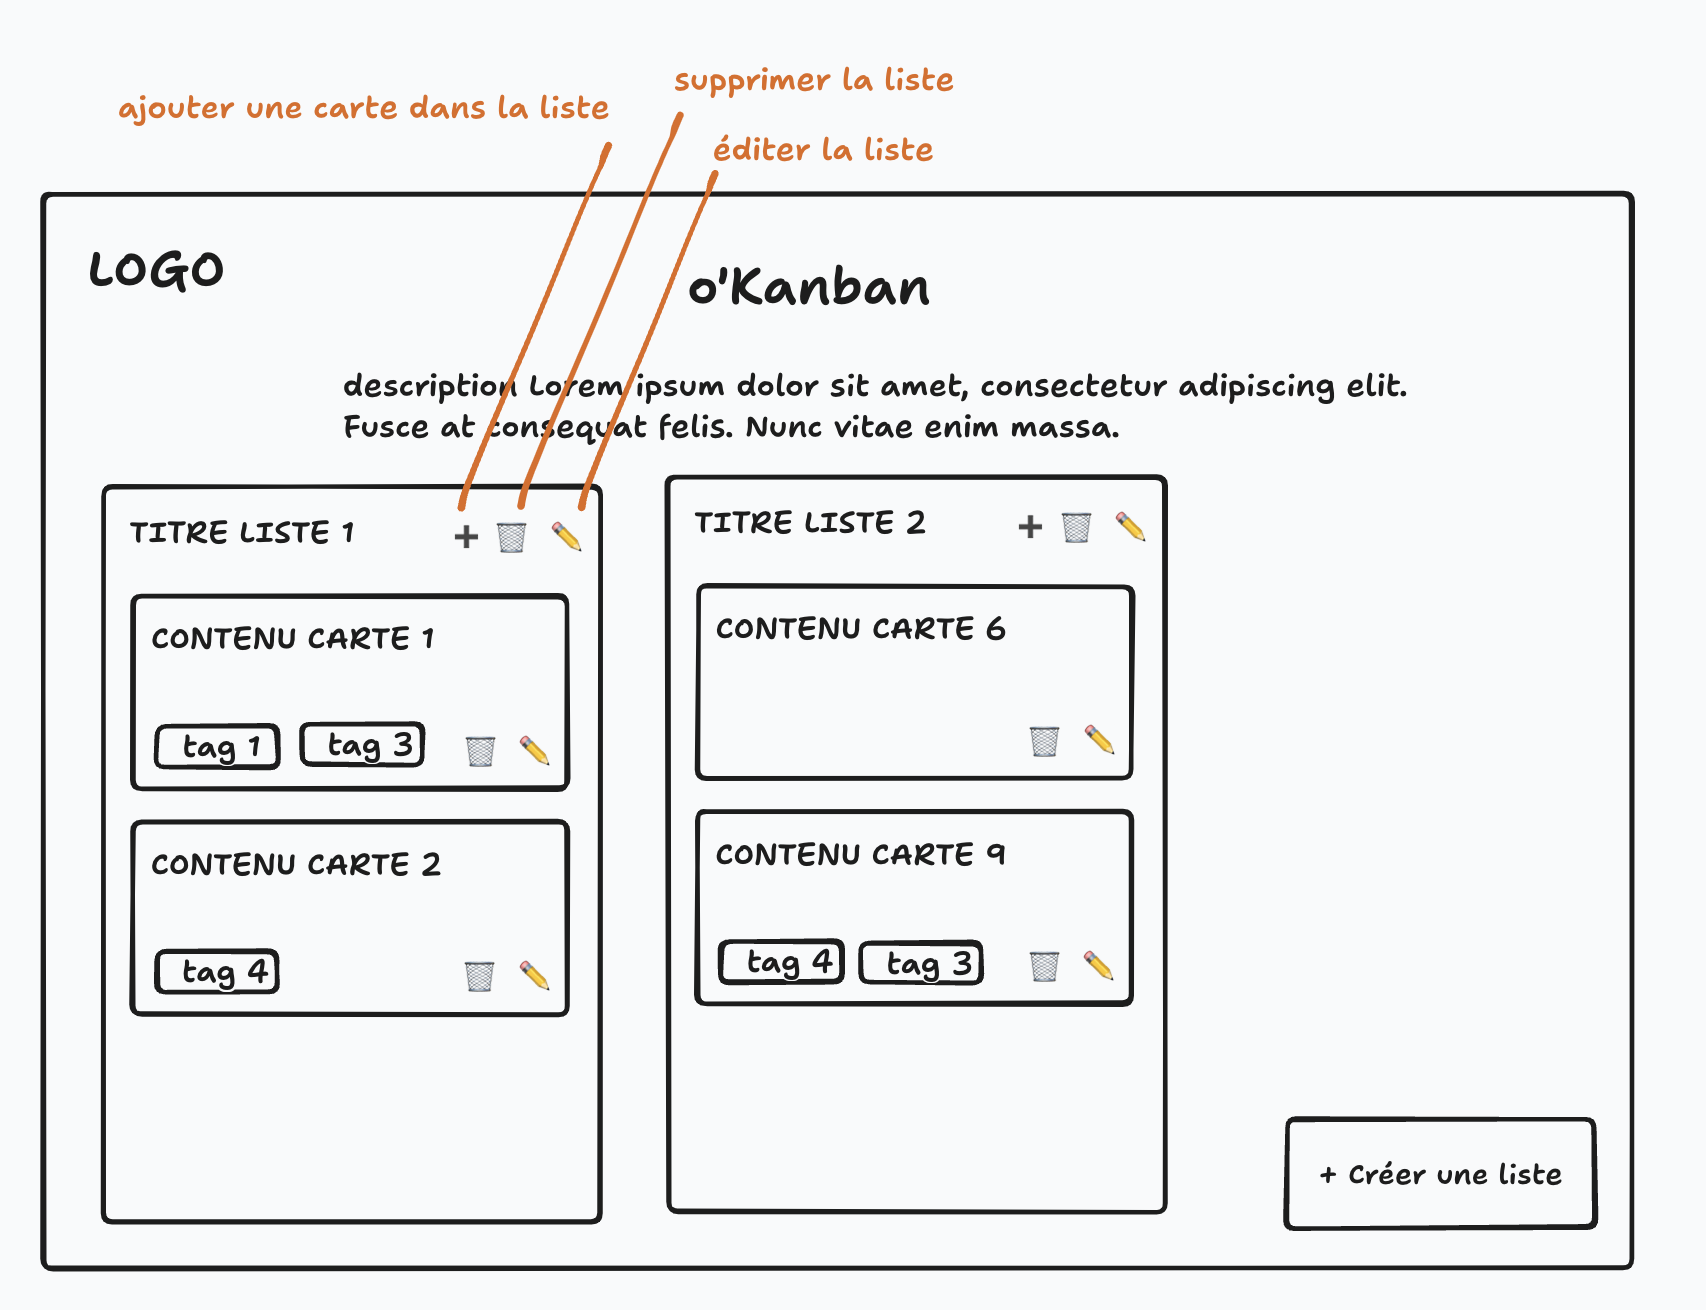 supprimer la liste
ajouter une carte dans la liste
éditer la liste
LOGO
o'Kanban
description Lorem ipsum dolor sit amet, consectetur adipiscing elit.
Fusce at consequat felis. Nunc vitae enim massa.
TITRE LISTE 1
CONTENU CARTE 1
tag 1
tag 3
CONTENU CARTE 2
tag 4
TITRE LISTE 2
CONTENU CARTE 6
CONTENU CARTE 9
tag 4
tag 3
+ Créer une liste